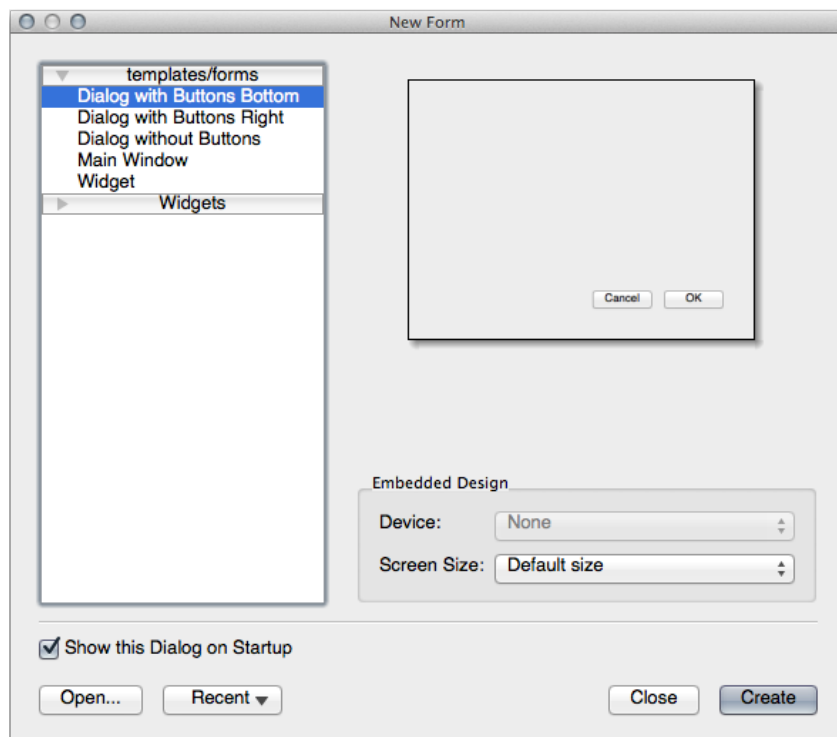 New Form
templates/forms
Dialog with Buttons Bottom
Dialog with Buttons Right
Dialog without Buttons
Main Window
Widget
Widgets
Cancel OK
Embedded Design
Device: None
Screen Size: Default size
Show this Dialog on Startup
Open... Recent Close Create